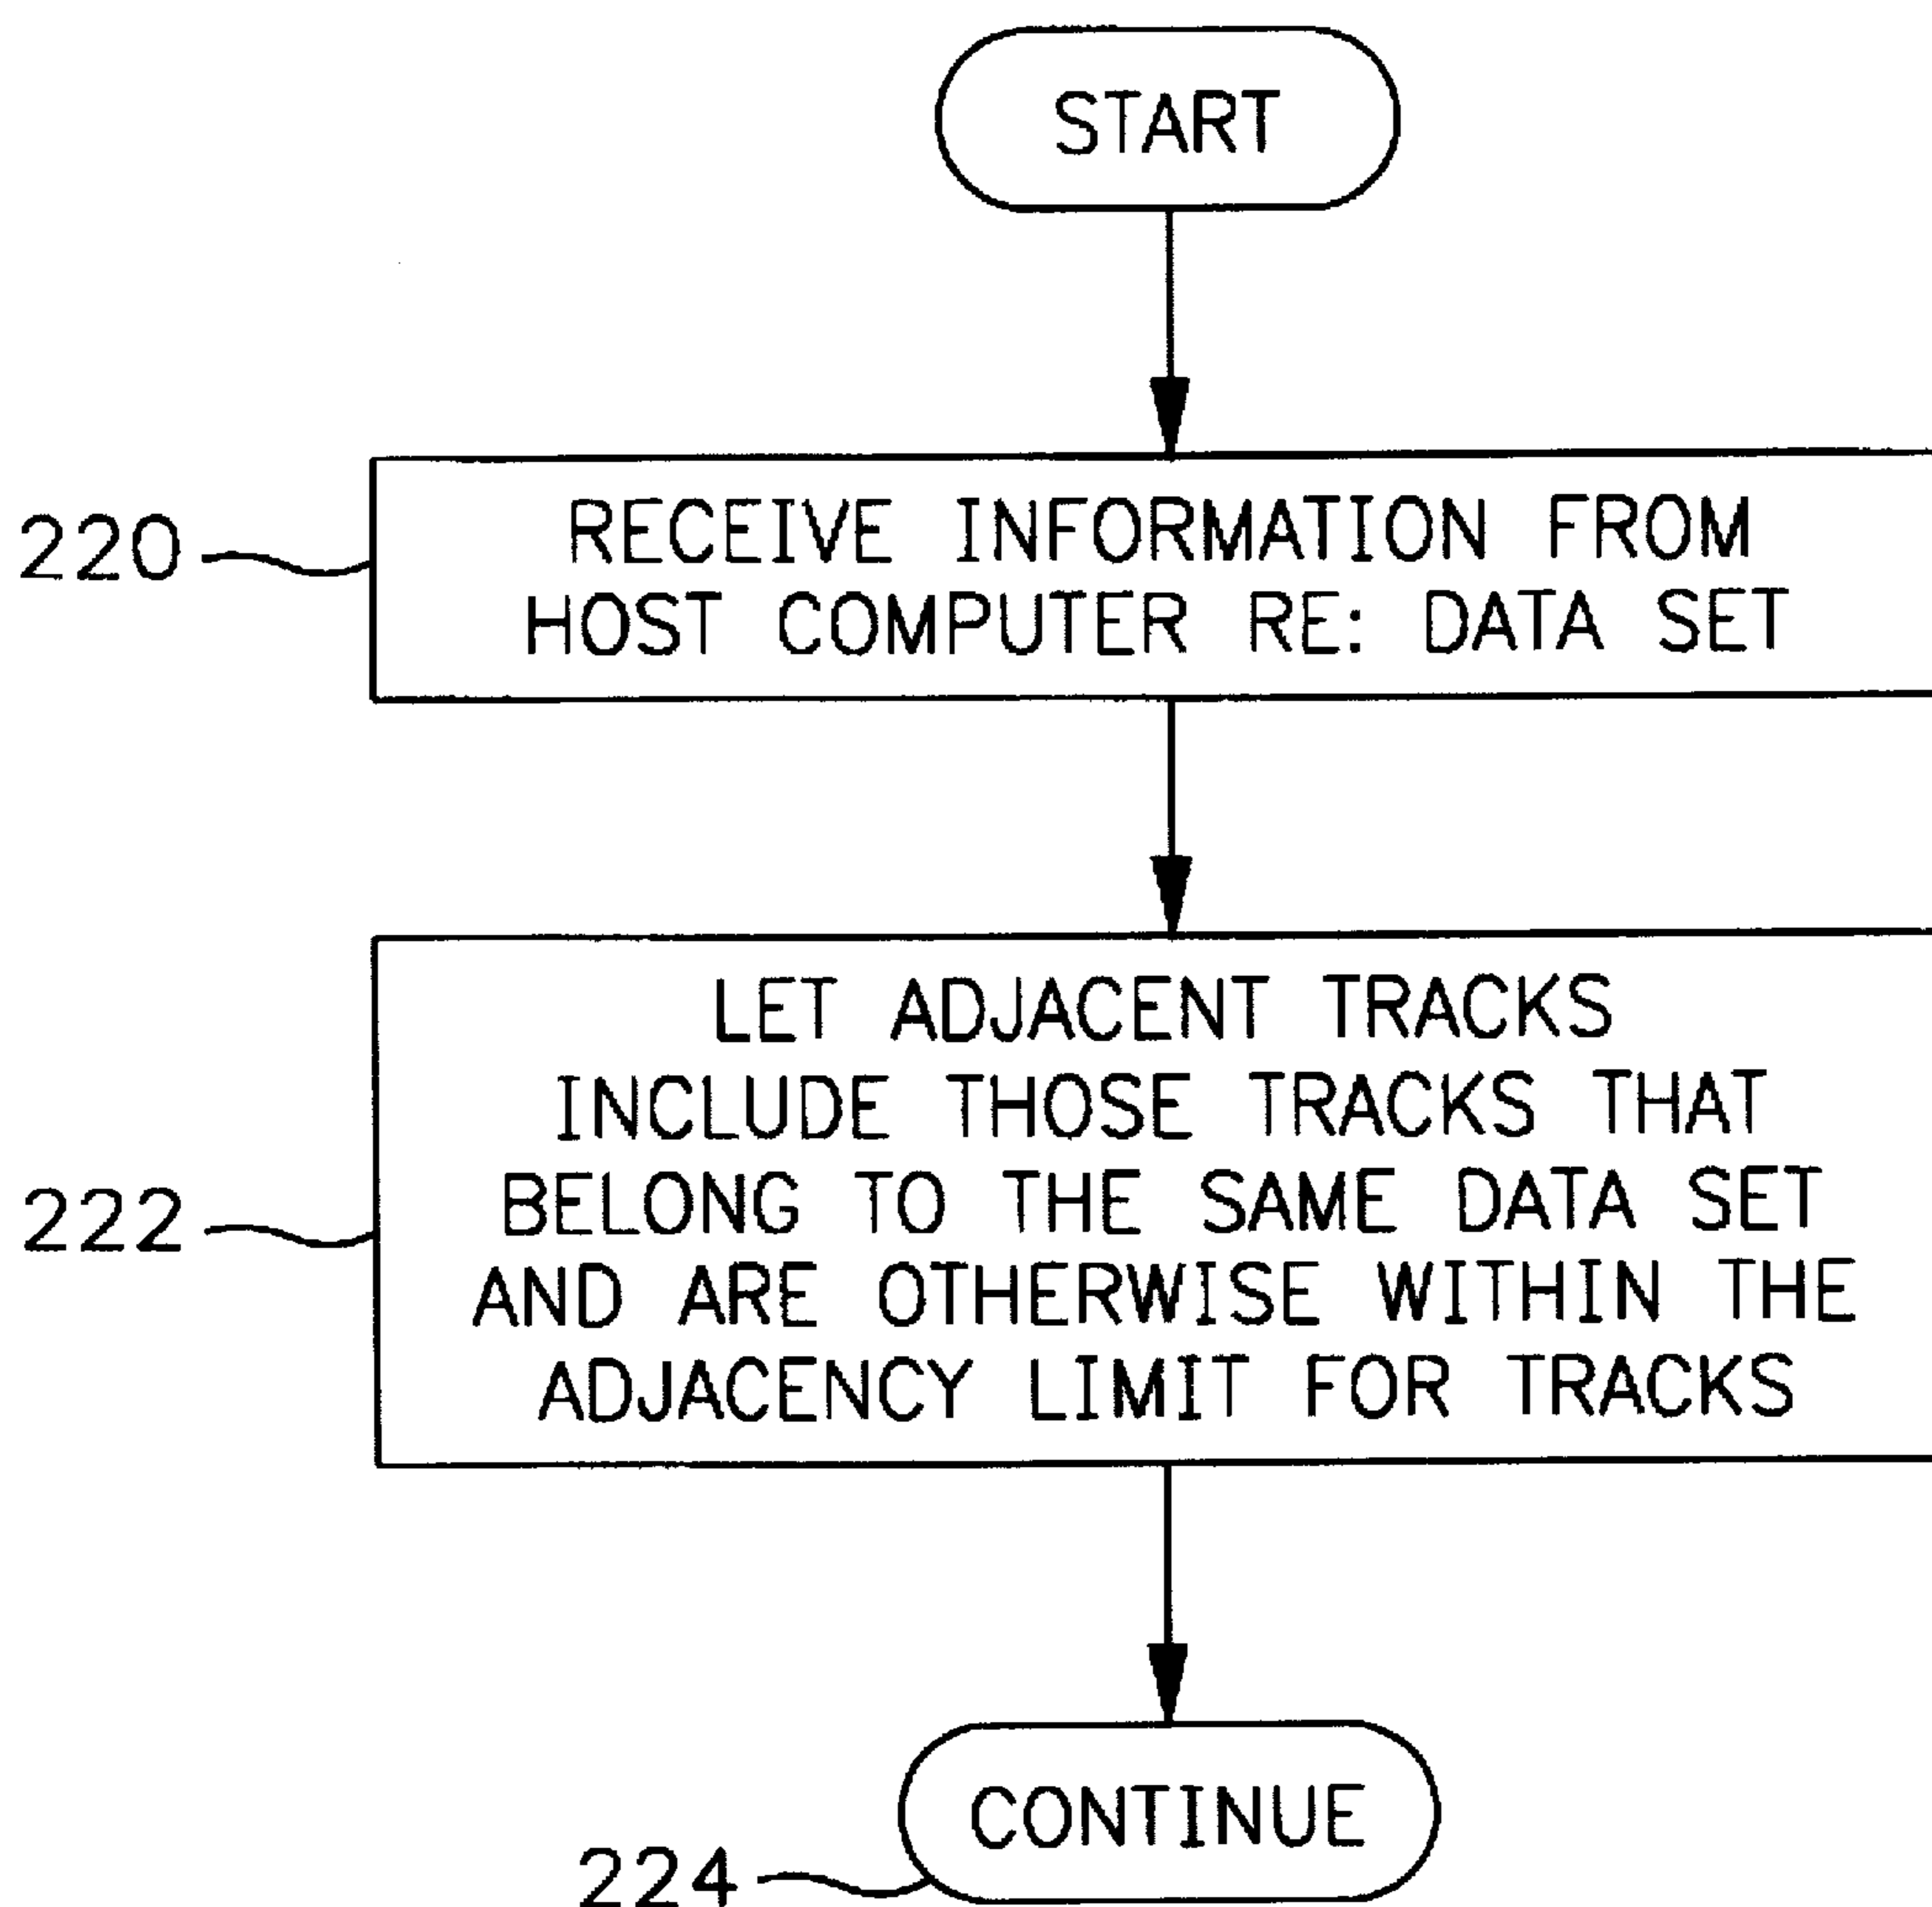 START
220
RECEIVE INFORMATION FROM
HOST COMPUTER RE: DATA SET
222
LET ADJACENT TRACKS
INCLUDE THOSE TRACKS THAT
BELONG TO THE SAME DATA SET
AND ARE OTHERWISE WITHIN THE
ADJACENCY LIMIT FOR TRACKS
CONTINUE
224